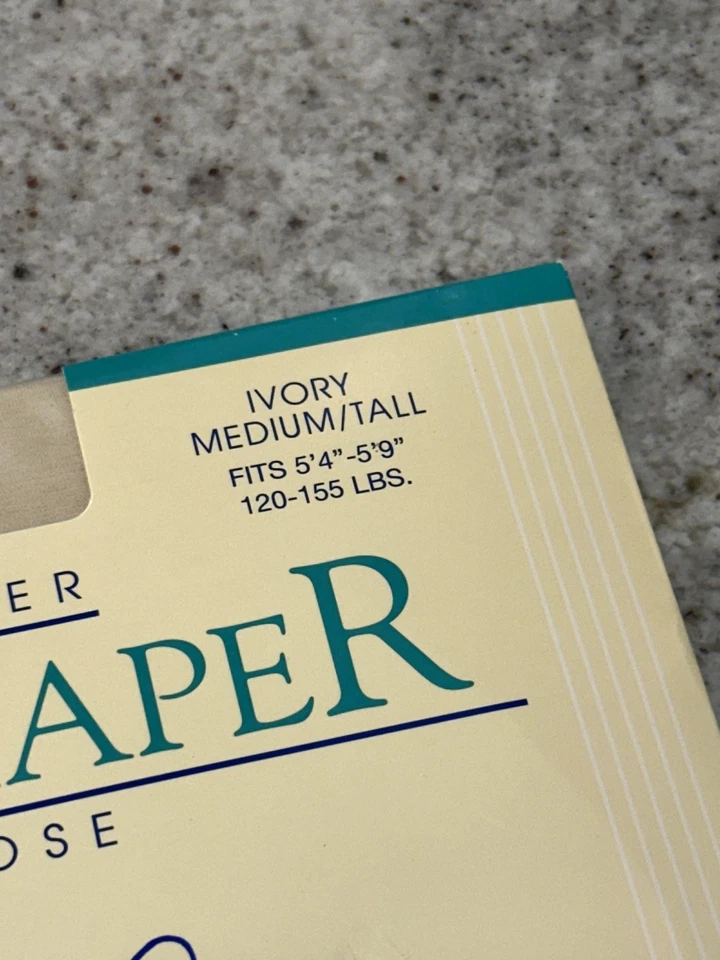 IVORY
MEDIUM/TALL
FITS 5'4"-5'9"
120-155 LBS.
ER
APER
OSE